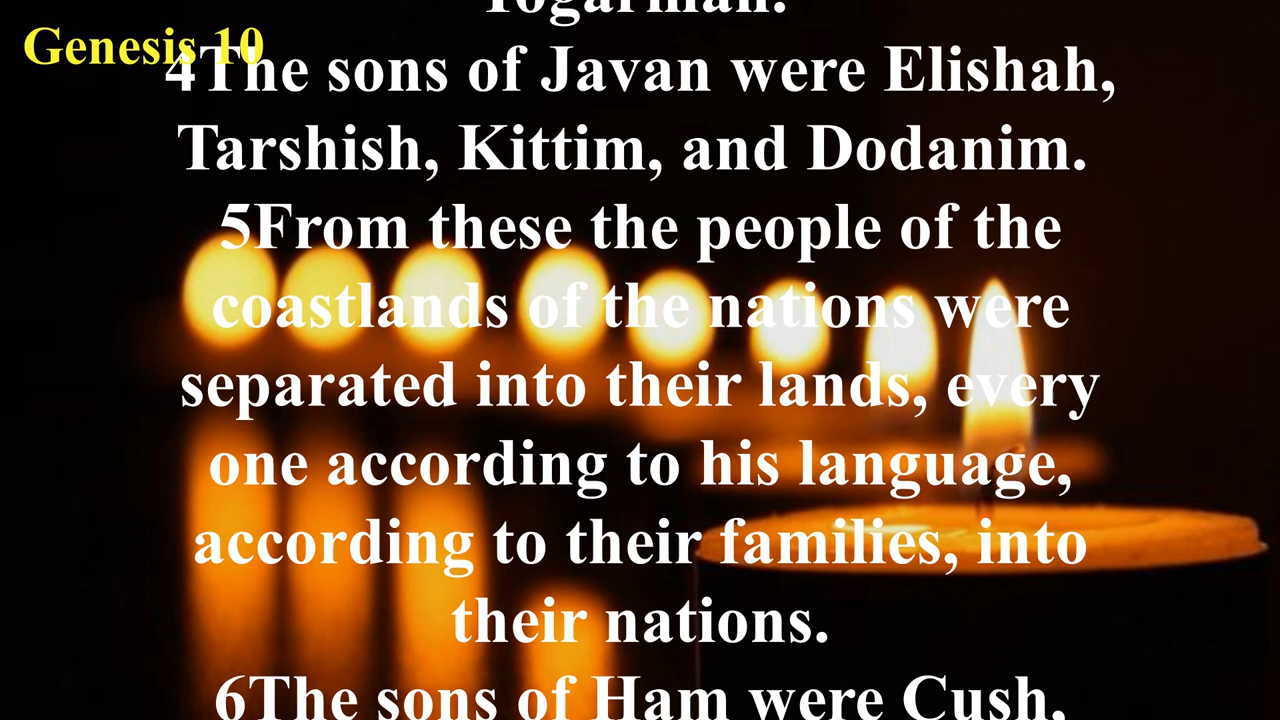 Togarmah.
Genesis 10
4The sons of Javan were Elishah,
Tarshish, Kittim, and Dodanim.
5From these the people of the
coastlands of the nations were
separated into their lands, every
one according to his language,
according to their families, into
their nations.
6The sons of Ham were Cush,